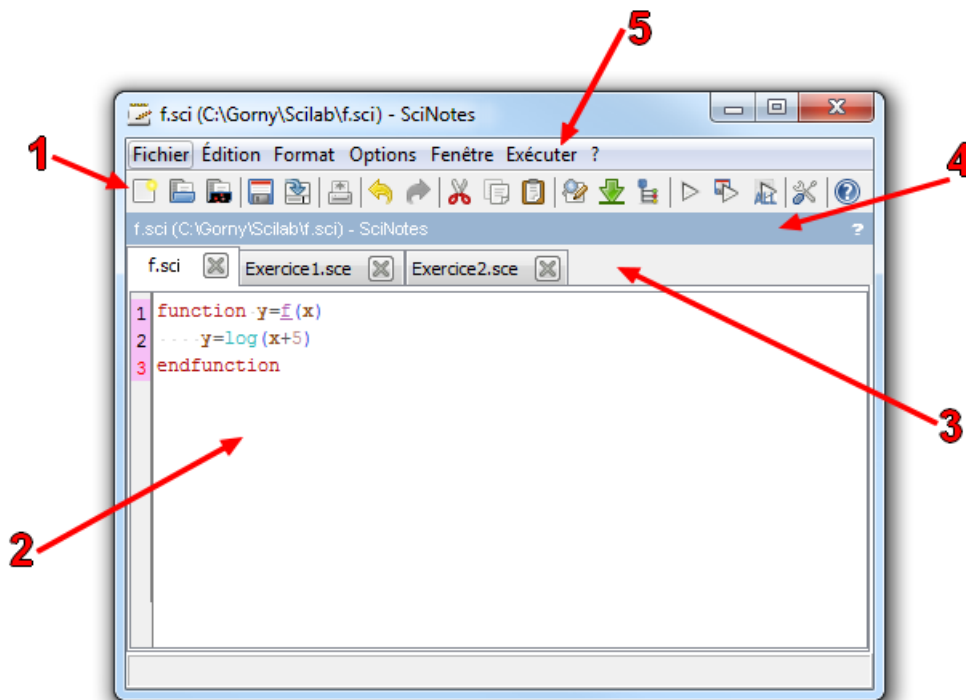 5
f.sci (C:\Gorny\Scilab\f.sci) - SciNotes
1
Fichier Édition Format Options Fenêtre Exécuter ?
4
f.sci (C:\Gorny\Scilab\f.sci) - SciNotes ?
f.sci Exercice1.sce Exercice2.sce
1 function y=f(x)
2 y=log(x+5)
3 endfunction
3
2